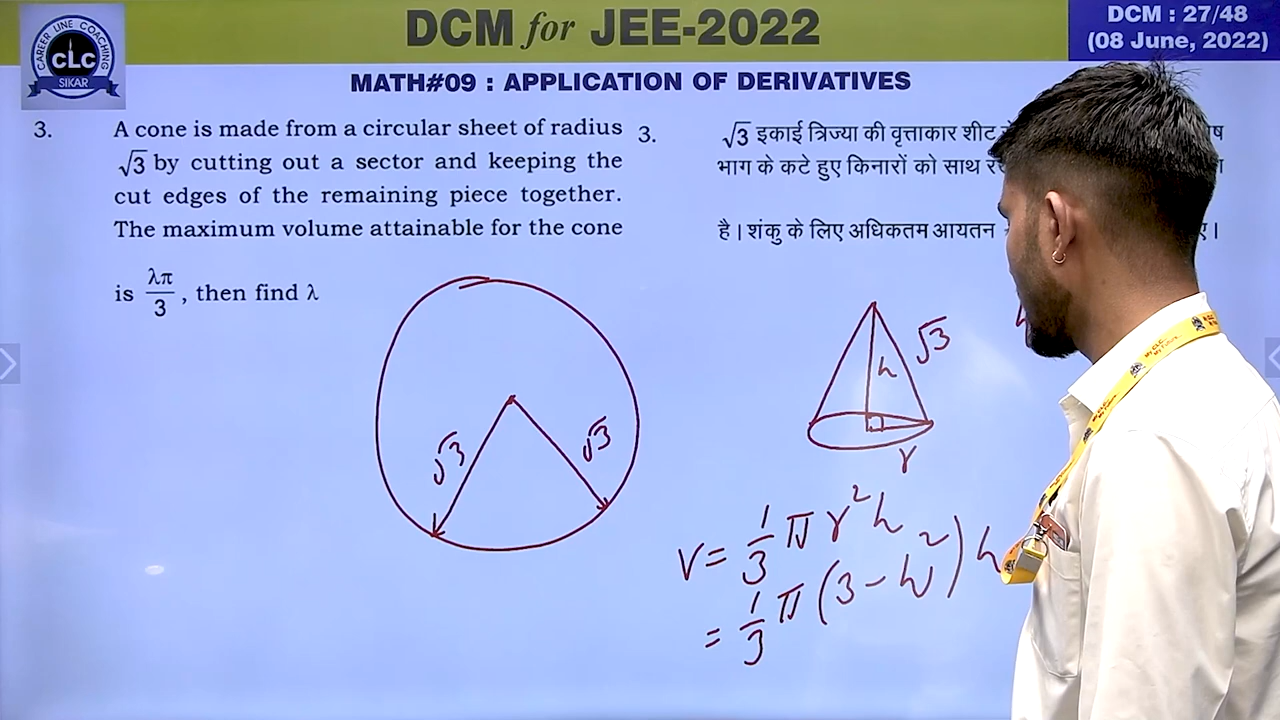 CAREER LINE COACHING
CLC
SIKAR
DCM for JEE-2022
DCM : 27/48
(08 June, 2022)
MATH#09 : APPLICATION OF DERIVATIVES
3. A cone is made from a circular sheet of radius
√3 by cutting out a sector and keeping the
cut edges of the remaining piece together.
The maximum volume attainable for the cone
is λπ/3, then find λ
3. √3 इकाई त्रिज्या की वृत्ताकार शीट
भाग के कटे हुए किनारों को साथ
है। शंकु के लिए अधिकतम आयतन
√3 √3
h √3
r
V = 1/3 π r² h
= 1/3 π (3 - h²) h